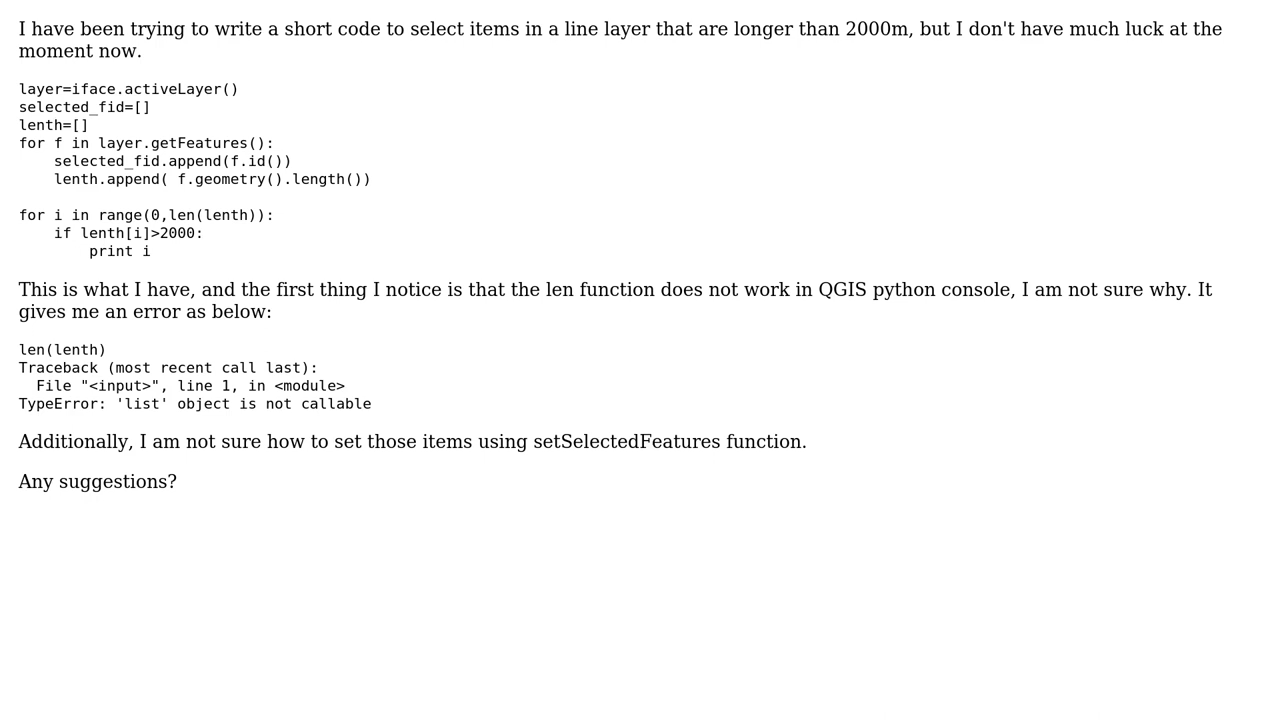 I have been trying to write a short code to select items in a line layer that are longer than 2000m, but I don't have much luck at the
moment now.
layer=iface.activeLayer()
selected_fid=[]
lenth=[]
for f in layer.getFeatures():
    selected_fid.append(f.id())
    lenth.append( f.geometry().length())
for i in range(0,len(lenth)):
    if lenth[i]>2000:
        print i
This is what I have, and the first thing I notice is that the len function does not work in QGIS python console, I am not sure why. It
gives me an error as below:
len(lenth)
Traceback (most recent call last):
  File "<input>", line 1, in <module>
TypeError: 'list' object is not callable
Additionally, I am not sure how to set those items using setSelectedFeatures function.
Any suggestions?